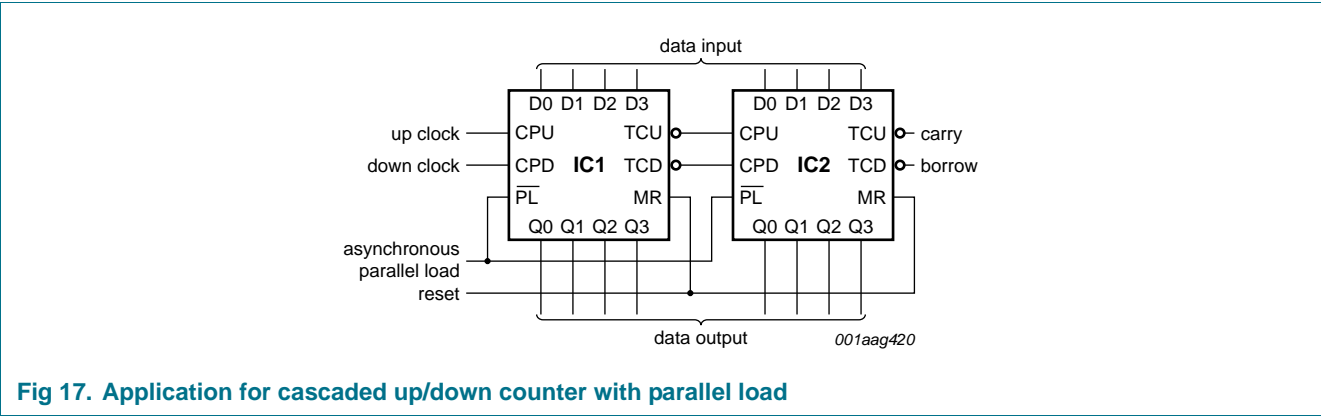 data input
D0 D1 D2 D3 D0 D1 D2 D3
up clock CPU TCU CPU TCU carry
down clock CPD IC1 TCD CPD IC2 TCD borrow
PL MR PL MR
Q0 Q1 Q2 Q3 Q0 Q1 Q2 Q3
asynchronous
parallel load
reset
data output 001aag420
Fig 17. Application for cascaded up/down counter with parallel load